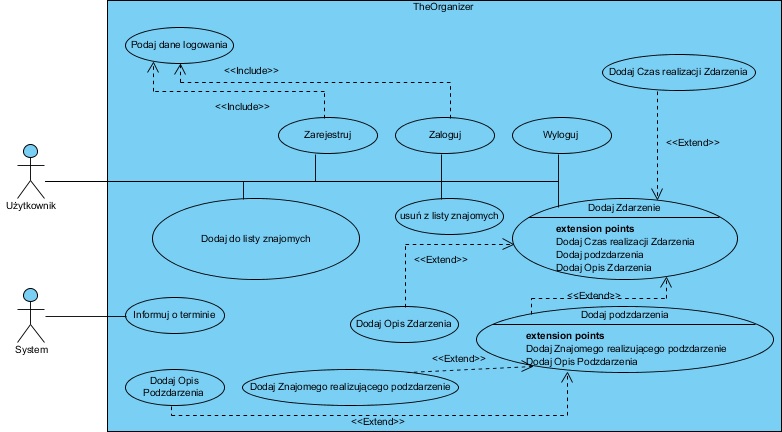 TheOrganizer
Podaj dane logowania
<<Include>>
Dodaj Czas realizacji Zdarzenia
<<Include>>
Zarejestruj
Zaloguj
Wyloguj
<<Extend>>
Użytkownik
Dodaj do listy znajomych
usuń z listy znajomych
Dodaj Zdarzenie
extension points
Dodaj Czas realizacji Zdarzenia
Dodaj podzdarzenia
Dodaj Opis Zdarzenia
<<Extend>>
<<Extend>>
System
Informuj o terminie
Dodaj Opis Zdarzenia
Dodaj podzdarzenia
extension points
Dodaj Znajomego realizującego podzdarzenie
Dodaj Opis Podzdarzenia
<<Extend>>
Dodaj Opis
Podzdarzenia
Dodaj Znajomego realizującego podzdarzenie
<<Extend>>